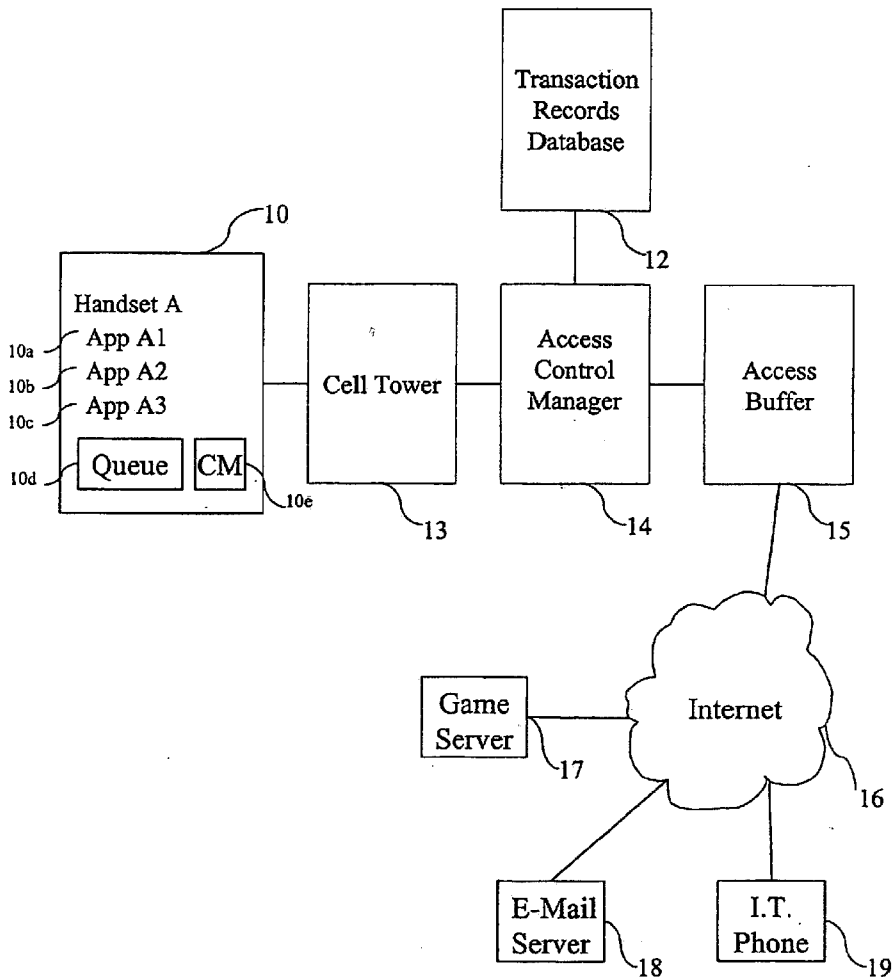 Transaction
Records
Database
12
10
Handset A
10a
App A1
10b
App A2
10c
App A3
10d
Queue
CM
10e
Cell Tower
13
Access
Control
Manager
14
Access
Buffer
15
Internet
16
Game
Server
17
E-Mail
Server
18
I.T.
Phone
19